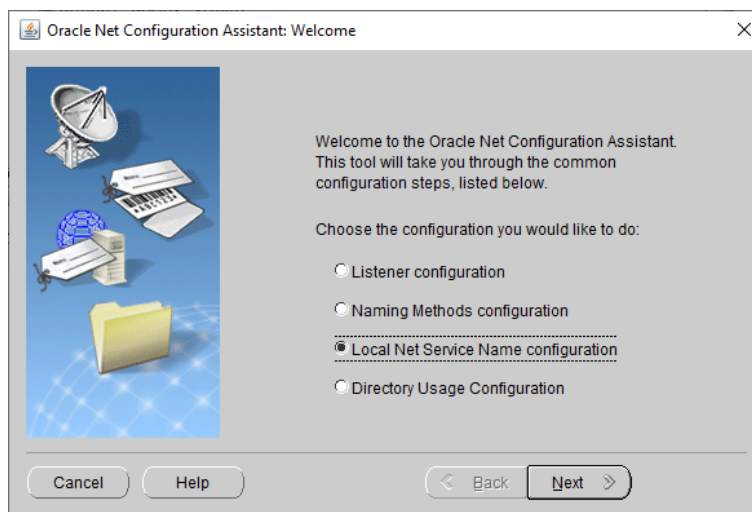 Oracle Net Configuration Assistant: Welcome
Welcome to the Oracle Net Configuration Assistant.
This tool will take you through the common
configuration steps, listed below.
Choose the configuration you would like to do:
Listener configuration
Naming Methods configuration
Local Net Service Name configuration
Directory Usage Configuration
Cancel
Help
Back
Next